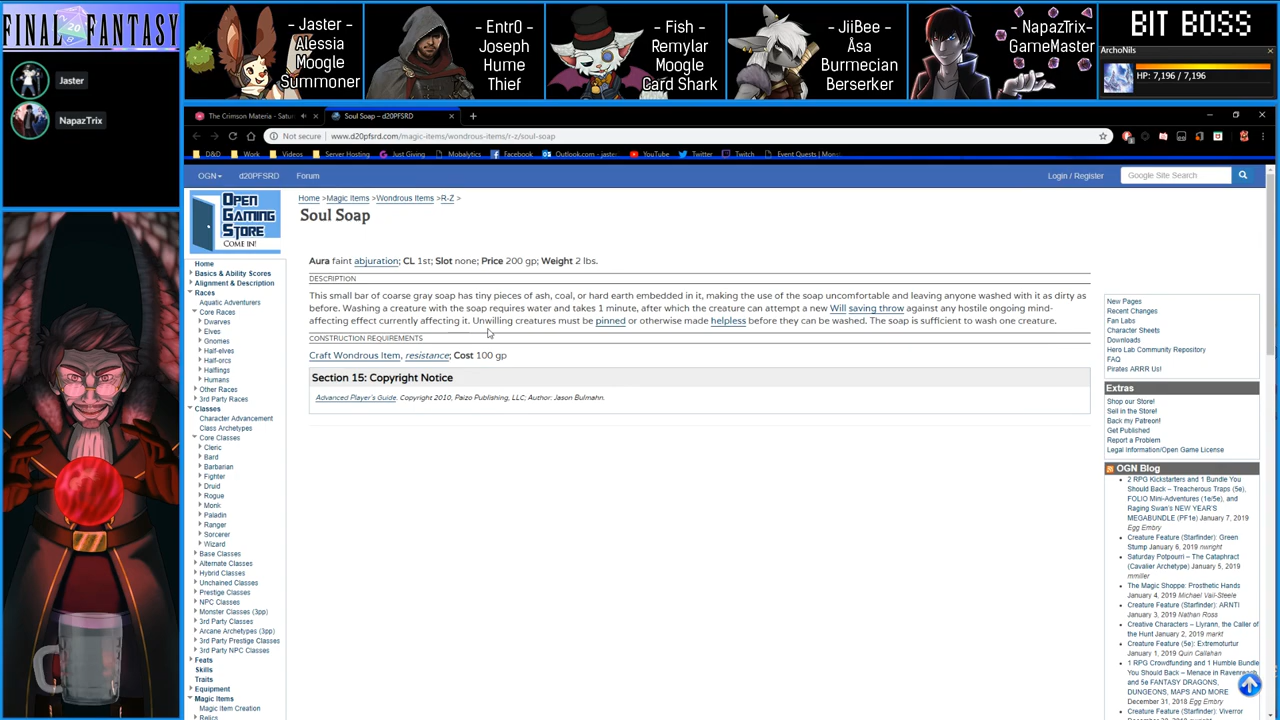 FINAL FANTASY
20
Jaster
NapazTrix
- Jaster -
Alessia
Moogle
Summoner
- Entr0 -
Joseph
Hume
Thief
- Fish -
Remylar
Moogle
Card Shark
- JiiBee -
Åsa
Burmecian
Berserker
- NapazTrix-
GameMaster
BIT BOSS
ArchoNils
HP: 7,196 / 7,196
The Crimson Materia - Satur
Soul Soap – d20PFSRD
Not secure
www.d20pfsrd.com/magic-items/wondrous-items/r-z/soul-soap
D&D
Work
Videos
Server Hosting
Just Giving
Mobalytics
Facebook
Outlook.com - jaste
YouTube
Twitter
Twitch
Event Quests | Mons
OGN
d20PFSRD
Forum
Login / Register
Google Site Search
OPEN
GAMING
STORE
COME IN!
Home >Magic Items >Wondrous Items >R-Z >
Soul Soap
Aura faint abjuration; CL 1st; Slot none; Price 200 gp; Weight 2 lbs.
DESCRIPTION
This small bar of coarse gray soap has tiny pieces of ash, coal, or hard earth embedded in it, making the use of the soap uncomfortable and leaving anyone washed with it as dirty as
before. Washing a creature with the soap requires water and takes 1 minute, after which the creature can attempt a new Will saving throw against any hostile ongoing mind-
affecting effect currently affecting it. Unwilling creatures must be pinned or otherwise made helpless before they can be washed. The soap is sufficient to wash one creature.
CONSTRUCTION REQUIREMENTS
Craft Wondrous Item, resistance; Cost 100 gp
Section 15: Copyright Notice
Advanced Player's Guide. Copyright 2010, Paizo Publishing, LLC; Author: Jason Bulmahn.
Home
Basics & Ability Scores
Alignment & Description
Races
Aquatic Adventurers
Core Races
Dwarves
Elves
Gnomes
Half-elves
Half-orcs
Halflings
Humans
Other Races
3rd Party Races
Classes
Character Advancement
Class Archetypes
Core Classes
Cleric
Bard
Barbarian
Fighter
Druid
Rogue
Monk
Paladin
Ranger
Sorcerer
Wizard
Base Classes
Alternate Classes
Hybrid Classes
Unchained Classes
Prestige Classes
NPC Classes
Monster Classes (3pp)
3rd Party Classes
Arcane Archetypes (3pp)
3rd Party Prestige Classes
3rd Party NPC Classes
Feats
Skills
Traits
Equipment
Magic Items
Magic Item Creation
Relics
New Pages
Recent Changes
Fan Labs
Character Sheets
Downloads
Hero Lab Community Repository
FAQ
Pirates ARRR Us!
Extras
Shop our Store!
Sell in the Store!
Back my Patreon!
Get Published
Report a Problem
Legal Information/Open Game License
OGN Blog
2 RPG Kickstarters and 1 Bundle You
Should Back – Treacherous Traps (5e),
FOLIO Mini-Adventures (1e/5e), and
Raging Swan's NEW YEAR'S
MEGABUNDLE (PF1e) January 7, 2019
Egg Embry
Creature Feature (Starfinder): Green
Stump January 6, 2019 nwright
Saturday Potpourri – The Cataphract
(Cavalier Archetype) January 5, 2019
mmiller
The Magic Shoppe: Prosthetic Hands
January 4, 2019 Michael Vail-Steele
Creature Feature (Starfinder): ARNTI
January 3, 2019 Nathan Ross
Creative Characters – Llyrann, the Caller of
the Hunt January 2, 2019 markt
Creature Feature (5e): Extremoturtur
January 1, 2019 Quin Callahan
1 RPG Crowdfunding and 1 Humble Bundle
You Should Back – Menace in Ravenreach
and 5e FANTASY DRAGONS,
DUNGEONS, MAPS AND MORE
December 31, 2018 Egg Embry
Creature Feature (Starfinder): Viverror